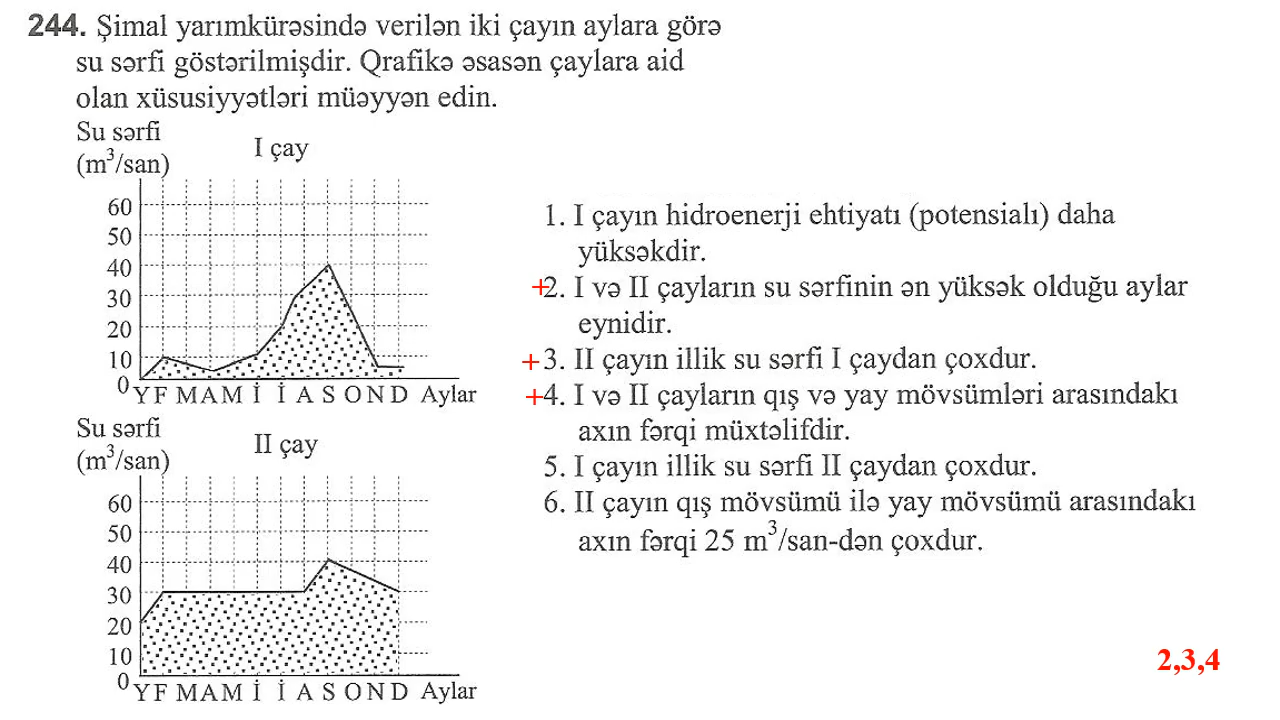 244. Şimal yarımkürəsində verilən iki çayın aylara görə
su sərfi göstərilmişdir. Qrafikə əsasən çaylara aid
olan xüsusiyyətləri müəyyən edin.
Su sərfi
(m³/san)
I çay
60
50
40
30
20
10
0
Y F M A M İ İ A S O N D Aylar
Su sərfi
(m³/san)
II çay
60
50
40
30
20
10
0
Y F M A M İ İ A S O N D Aylar
1. I çayın hidroenerji ehtiyatı (potensialı) daha
yüksəkdir.
+2. I və II çayların su sərfinin ən yüksək olduğu aylar
eynidir.
+3. II çayın illik su sərfi I çaydan çoxdur.
+4. I və II çayların qış və yay mövsümləri arasındakı
axın fərqi müxtəlifdir.
5. I çayın illik su sərfi II çaydan çoxdur.
6. II çayın qış mövsümü ilə yay mövsümü arasındakı
axın fərqi 25 m³/san-dən çoxdur.
2,3,4